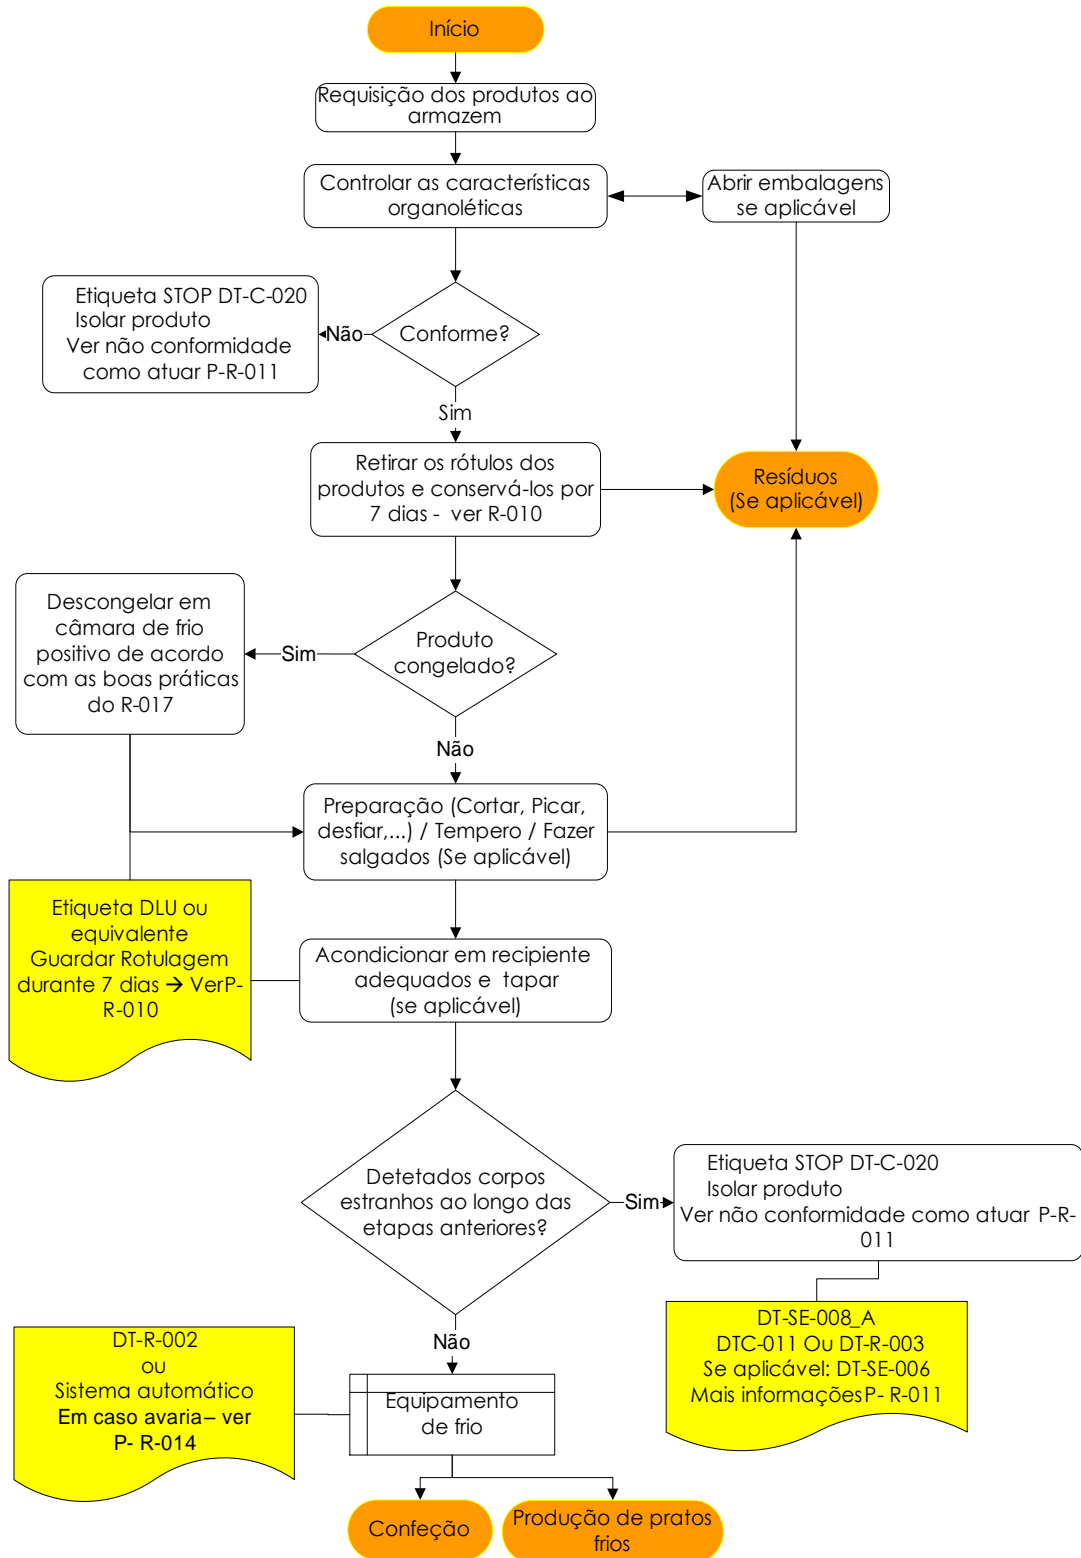 Início
Requisição dos produtos ao
armazem
Controlar as características
organoléticas
Abrir embalagens
se aplicável
Etiqueta STOP DT-C-020
Isolar produto
Ver não conformidade
como atuar P-R-011
Não
Conforme?
Sim
Retirar os rótulos dos
produtos e conservá-los por
7 dias - ver R-010
Resíduos
(Se aplicável)
Descongelar em
câmara de frio
positivo de acordo
com as boas práticas
do R-017
Sim
Produto
congelado?
Não
Preparação (Cortar, Picar,
desfiar,...) / Tempero / Fazer
salgados (Se aplicável)
Etiqueta DLU ou
equivalente
Guardar Rotulagem
durante 7 dias → VerP-
R-010
Acondicionar em recipiente
adequados e tapar
(se aplicável)
Detetados corpos
estranhos ao longo das
etapas anteriores?
Sim
Etiqueta STOP DT-C-020
Isolar produto
Ver não conformidade como atuar P-R-
011
Não
DT-SE-008_A
DTC-011 Ou DT-R-003
Se aplicável: DT-SE-006
Mais informaçõesP- R-011
DT-R-002
ou
Sistema automático
Em caso avaria– ver
P- R-014
Equipamento
de frio
Confeção
Produção de pratos
frios